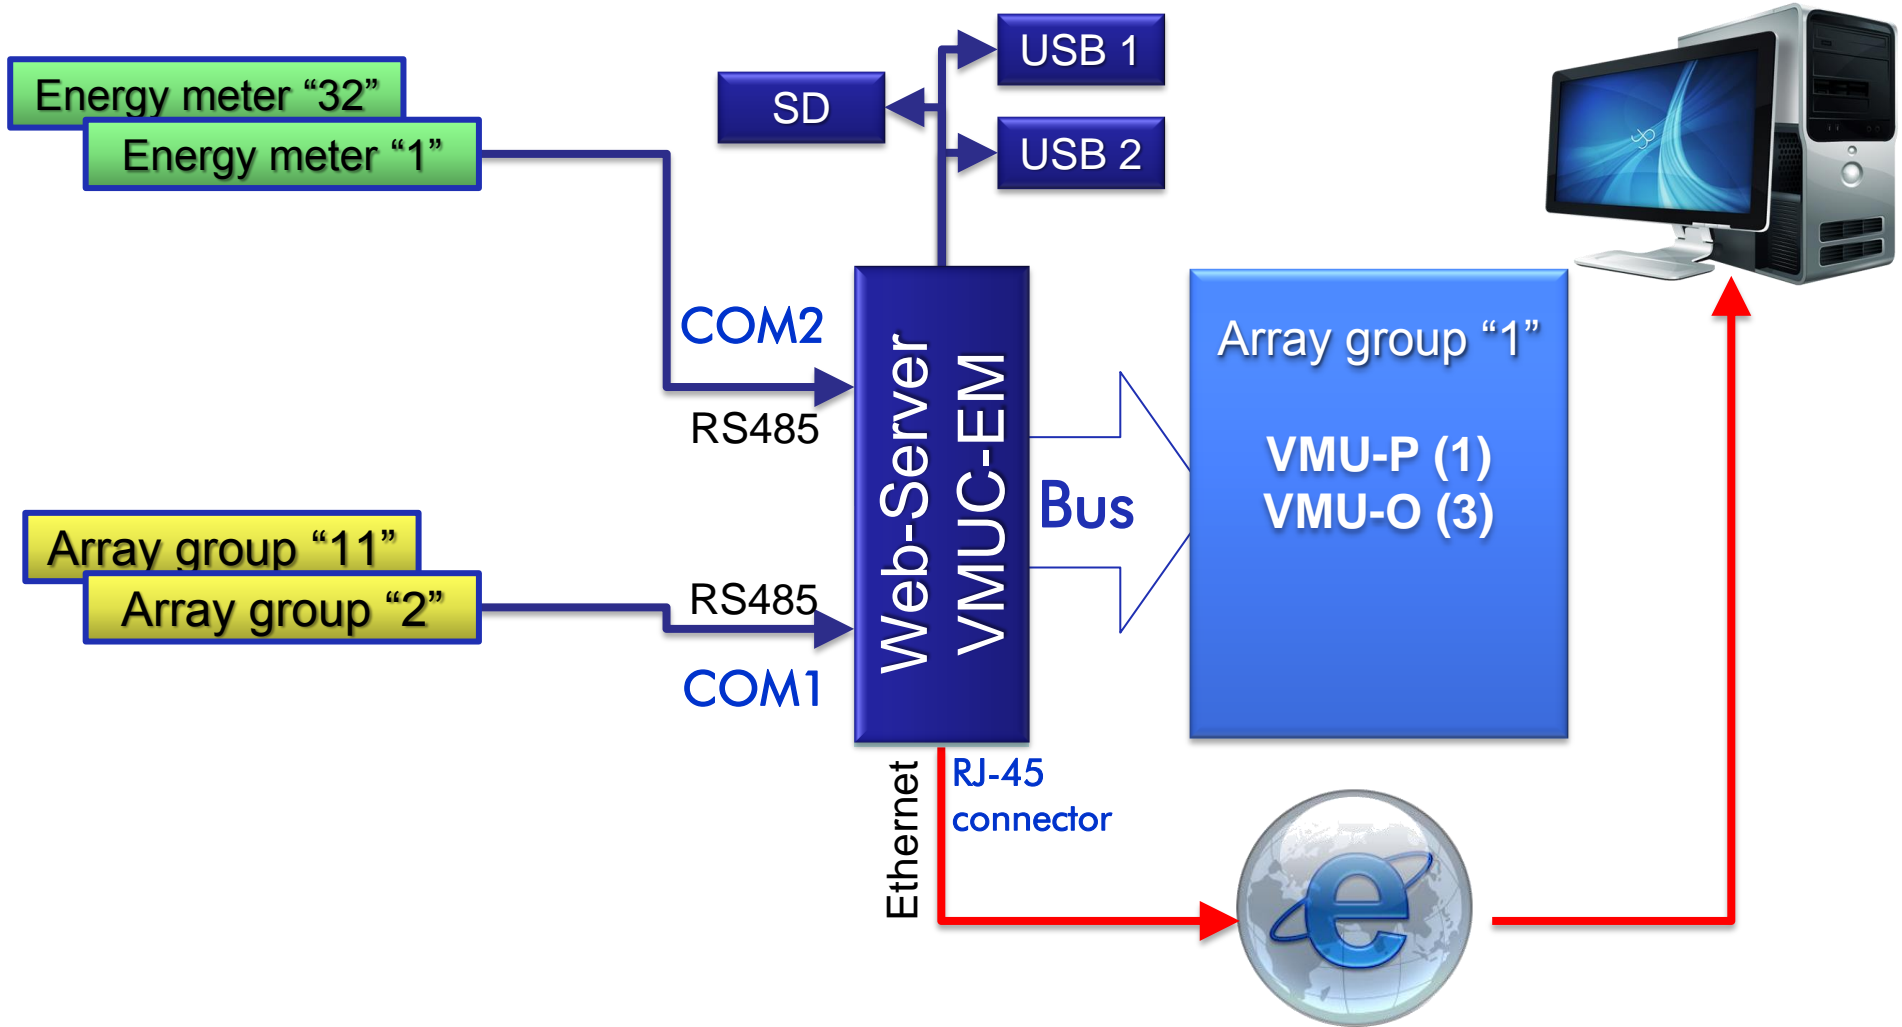 USB 1
SD
USB 2
Energy meter “32”
Energy meter “1”
COM2
RS485
Array group “11”
Array group “2”
RS485
COM1
Web-Server
VMUC-EM
Bus
Array group “1”
VMU-P (1)
VMU-O (3)
Ethernet
RJ-45
connector
e